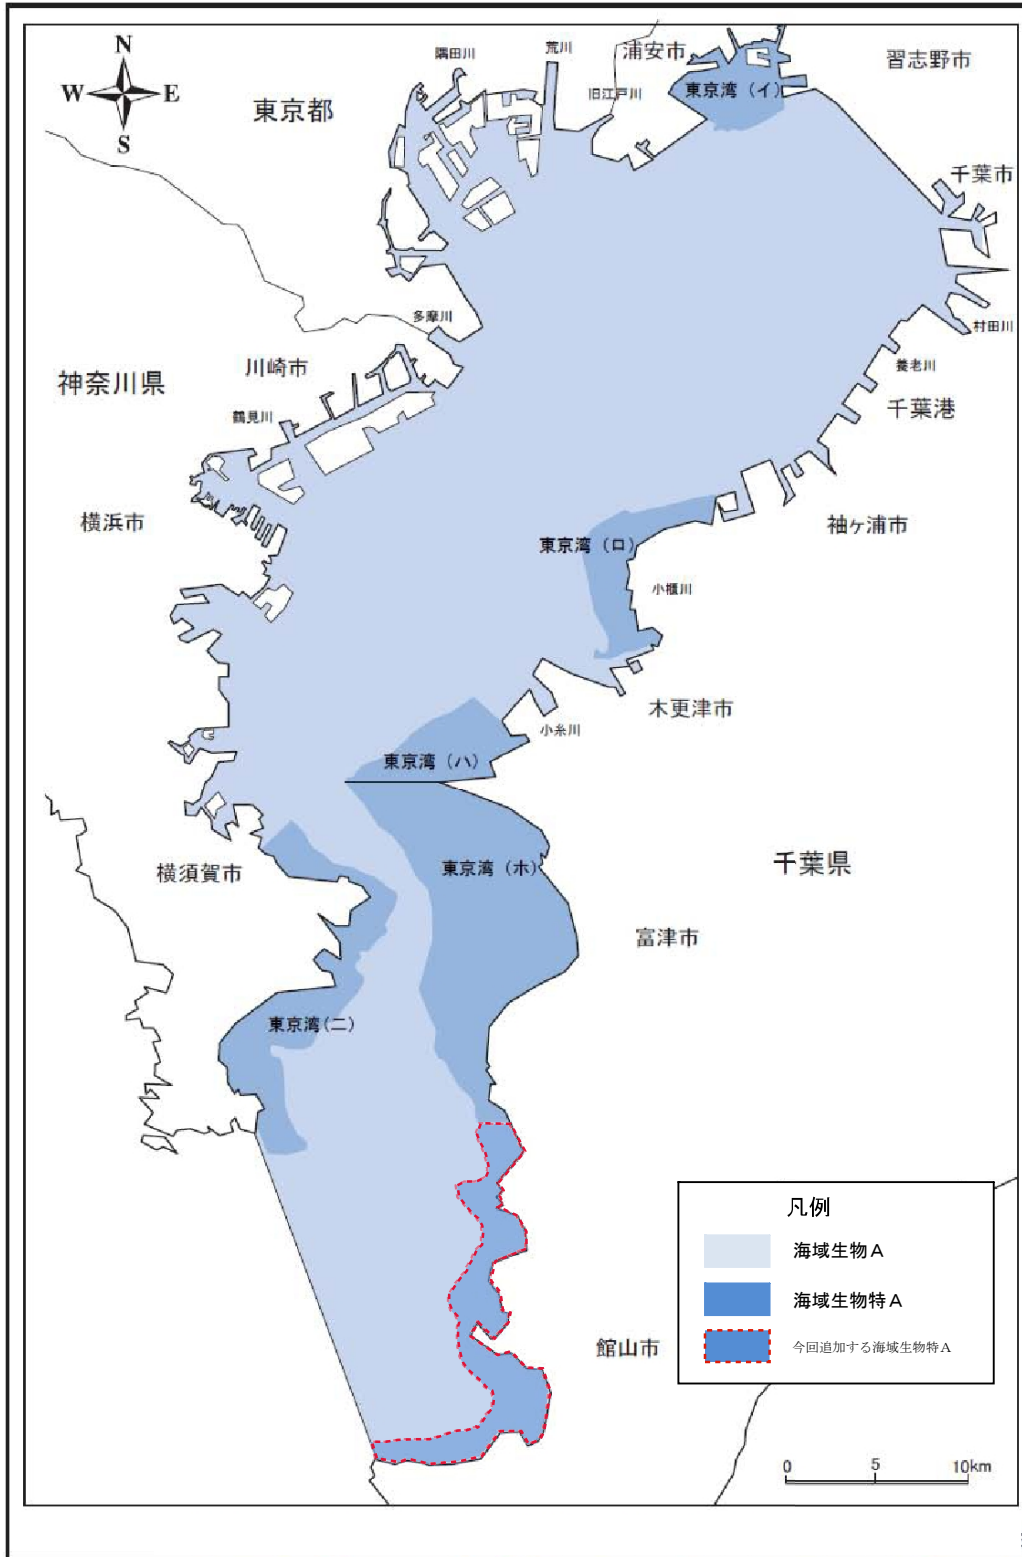 N
W E
S
東京都
隅田川
荒川
浦安市
旧江戸川
東京湾（イ）
習志野市
千葉市
村田川
養老川
千葉港
多摩川
川崎市
神奈川県
鶴見川
横浜市
袖ヶ浦市
東京湾（ロ）
小櫃川
木更津市
小糸川
東京湾（ハ）
横須賀市
東京湾（ホ）
千葉県
富津市
東京湾（二）
館山市
凡例
海域生物A
海域生物特A
今回追加する海域生物特A
0 5 10km